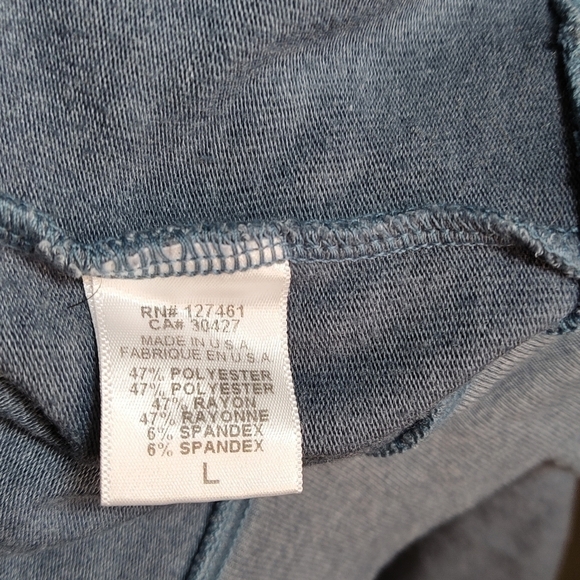 RN# 127461
CA# 30427
MADE IN U.S.A.
FABRIQUE EN U S A
47% POLYESTER
47% POLYESTER
47% RAYON
47% RAYONNE
6% SPANDEX
6% SPANDEX
L